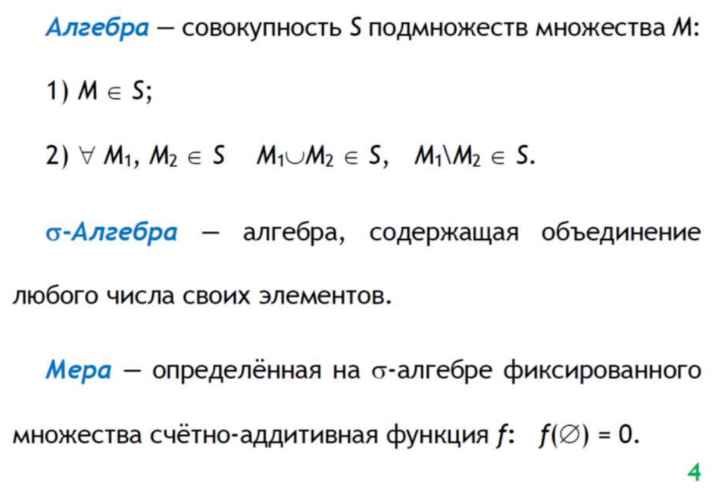 Алгебра — совокупность S подмножеств множества M:
1) M ∈ S;
2) ∀ M₁, M₂ ∈ S M₁∪M₂ ∈ S, M₁\M₂ ∈ S.
σ-Алгебра — алгебра, содержащая объединение
любого числа своих элементов.
Мера — определённая на σ-алгебре фиксированного
множества счётно-аддитивная функция f: f(∅) = 0.
4